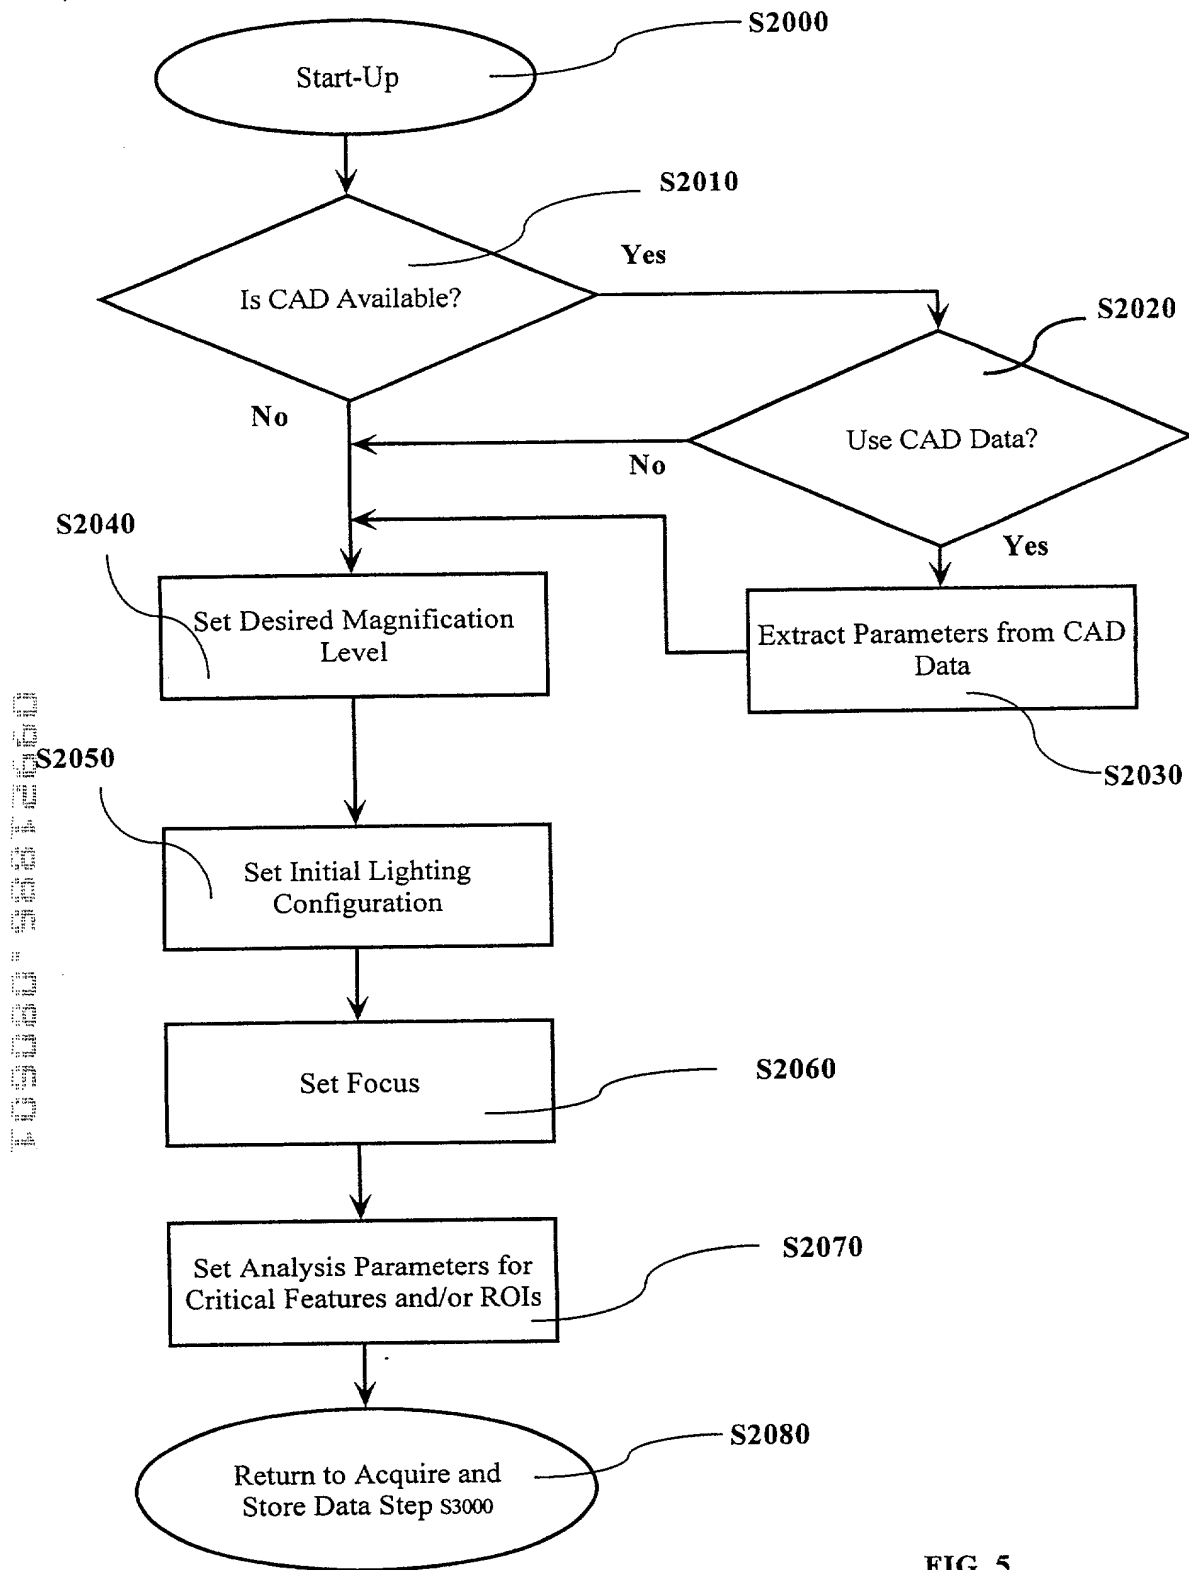 S2000
Start-Up
S2010
Yes
Is CAD Available?
S2020
No
Use CAD Data?
No
S2040
Yes
Set Desired Magnification
Level
Extract Parameters from CAD
Data
S2050
S2030
Set Initial Lighting
Configuration
Set Focus
S2060
S2070
Set Analysis Parameters for
Critical Features and/or ROIs
S2080
Return to Acquire and
Store Data Step S3000
FIG. 5